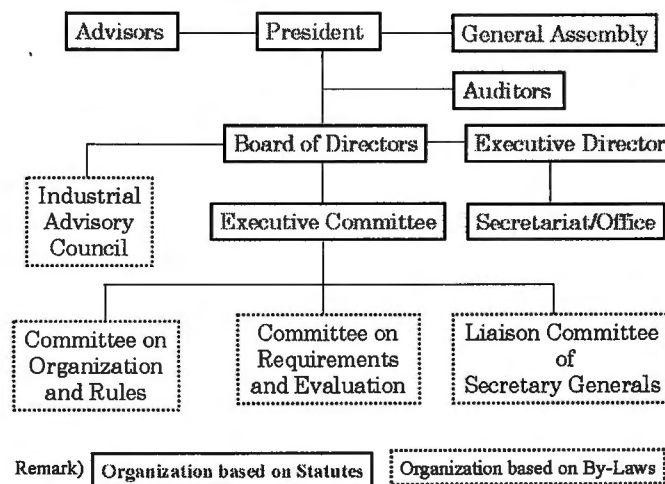 Advisors
President
General Assembly
Auditors
Board of Directors
Executive Director
Industrial
Advisory
Council
Executive Committee
Secretariat/Office
Committee on
Organization
and Rules
Committee on
Requirements
and Evaluation
Liaison Committee
of
Secretary Generals
Remark) Organization based on Statutes Organization based on By-Laws